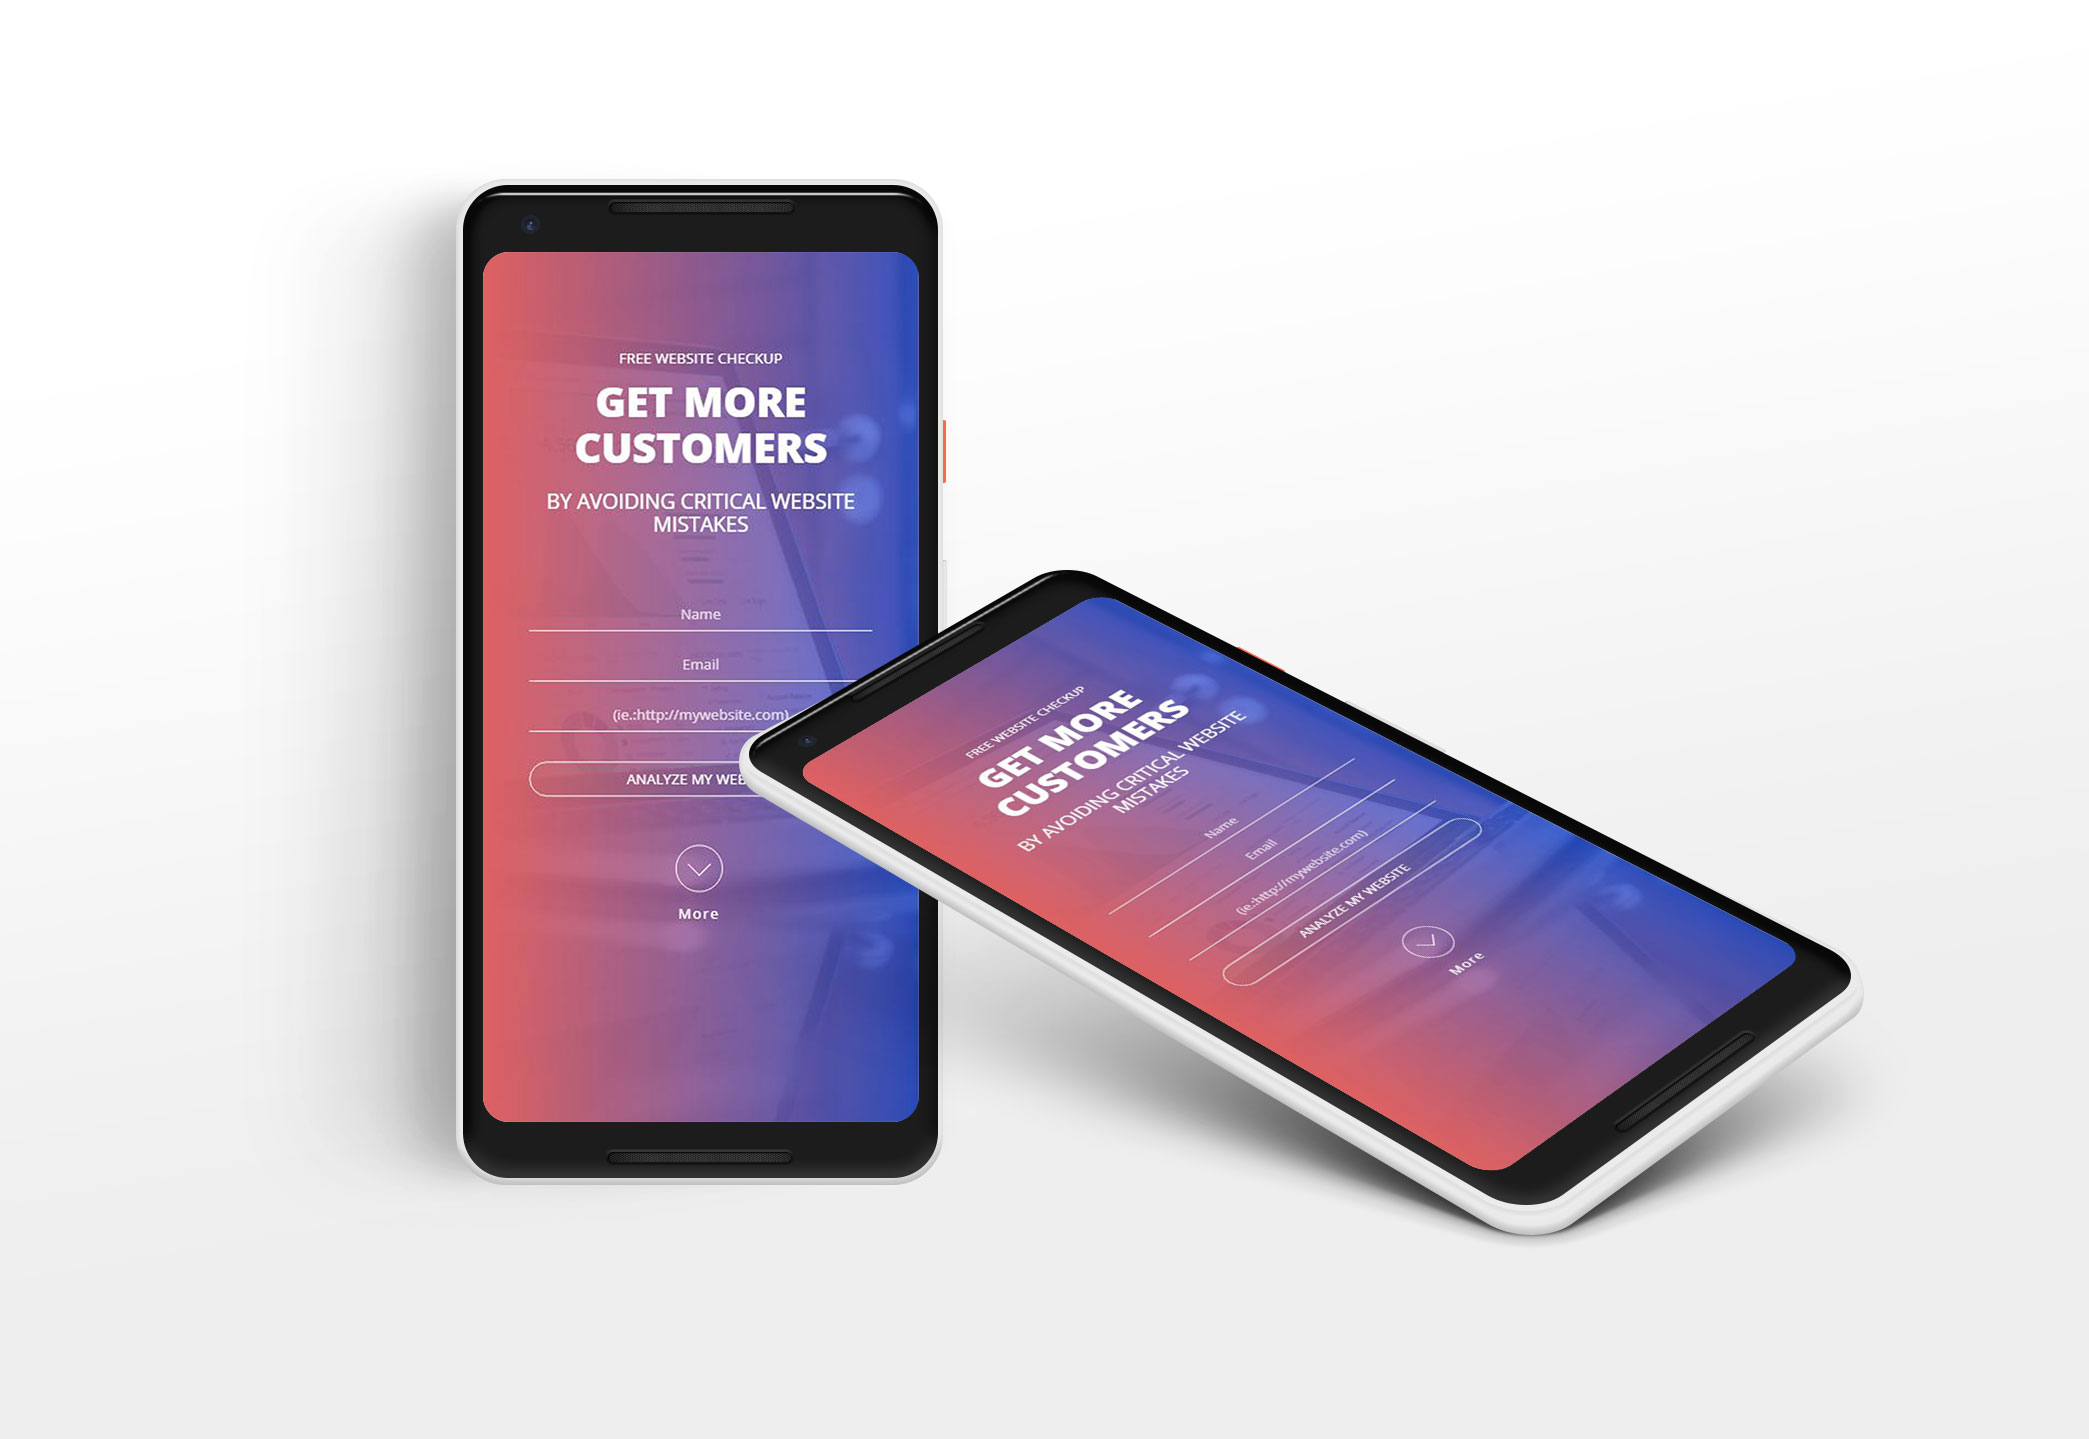 FREE WEBSITE CHECKUP
GET MORE
CUSTOMERS
BY AVOIDING CRITICAL WEBSITE
MISTAKES
Name
Email
(ie.:http://mywebsite.com)
ANALYZE MY WEB
More
FREE WEBSITE CHECKUP
GET MORE
CUSTOMERS
BY AVOIDING CRITICAL WEBSITE
MISTAKES
Name
Email
(ie.:http://mywebsite.com)
ANALYZE MY WEBSITE
More